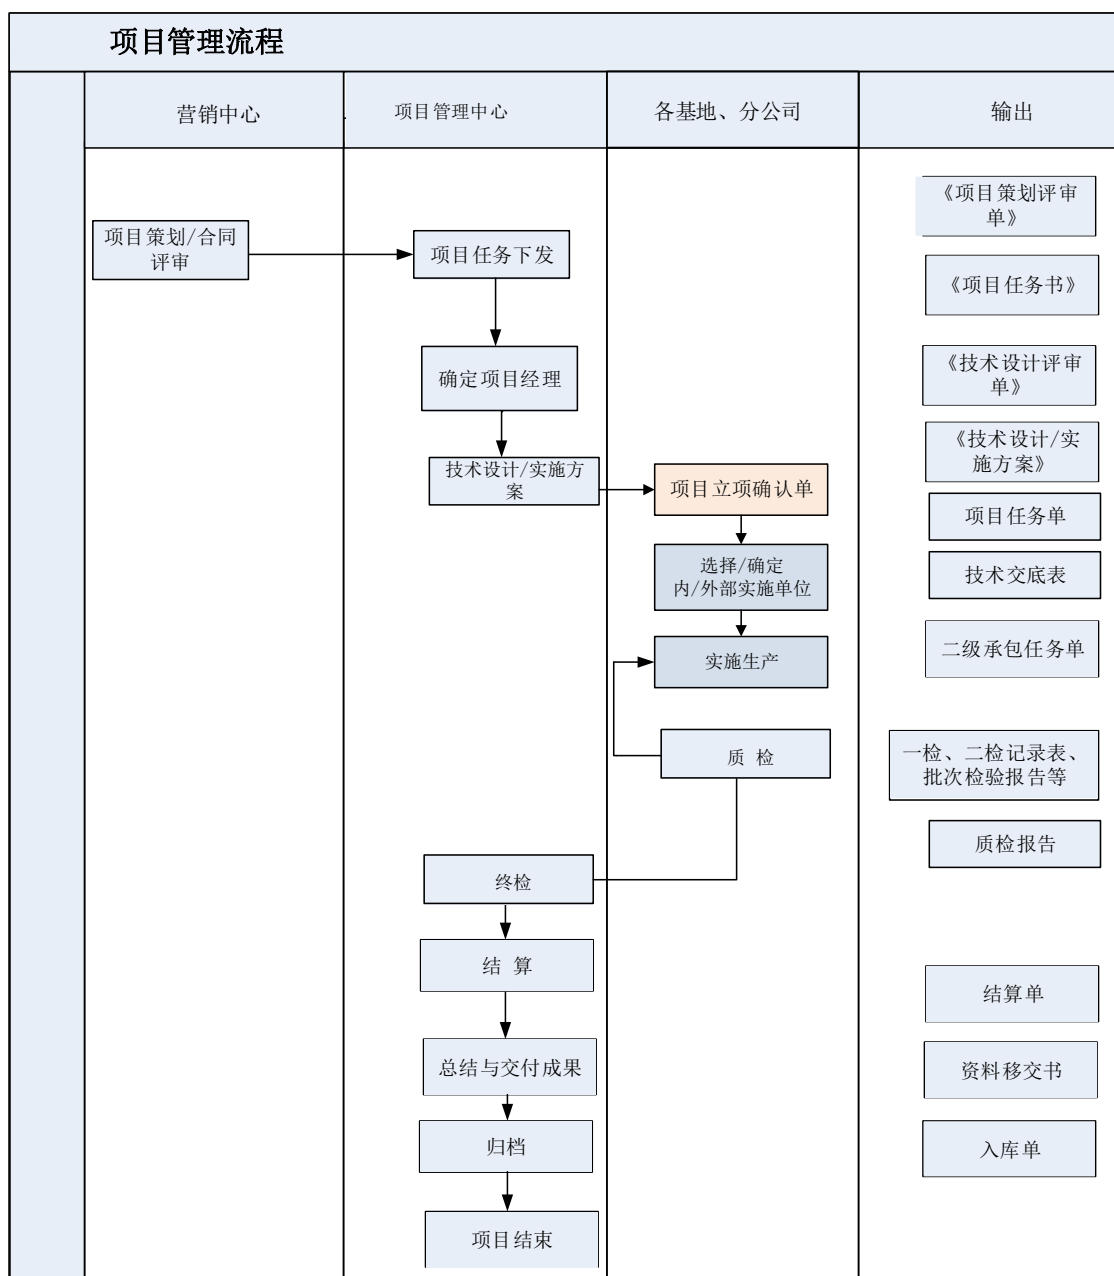 项目管理流程
营销中心
项目管理中心
各基地、分公司
输出
《项目策划评审
单》
项目策划/合同
评审
项目任务下发
《项目任务书》
确定项目经理
《技术设计评审
单》
技术设计/实施方
案
项目立项确认单
《技术设计/实
施方案》
项目任务单
选择/确定
内/外部实施单位
技术交底表
实施生产
二级承包任务单
质 检
一检、二检记录表、
批次检验报告等
质检报告
终检
结 算
结算单
总结与交付成果
资料移交书
归档
入库单
项目结束